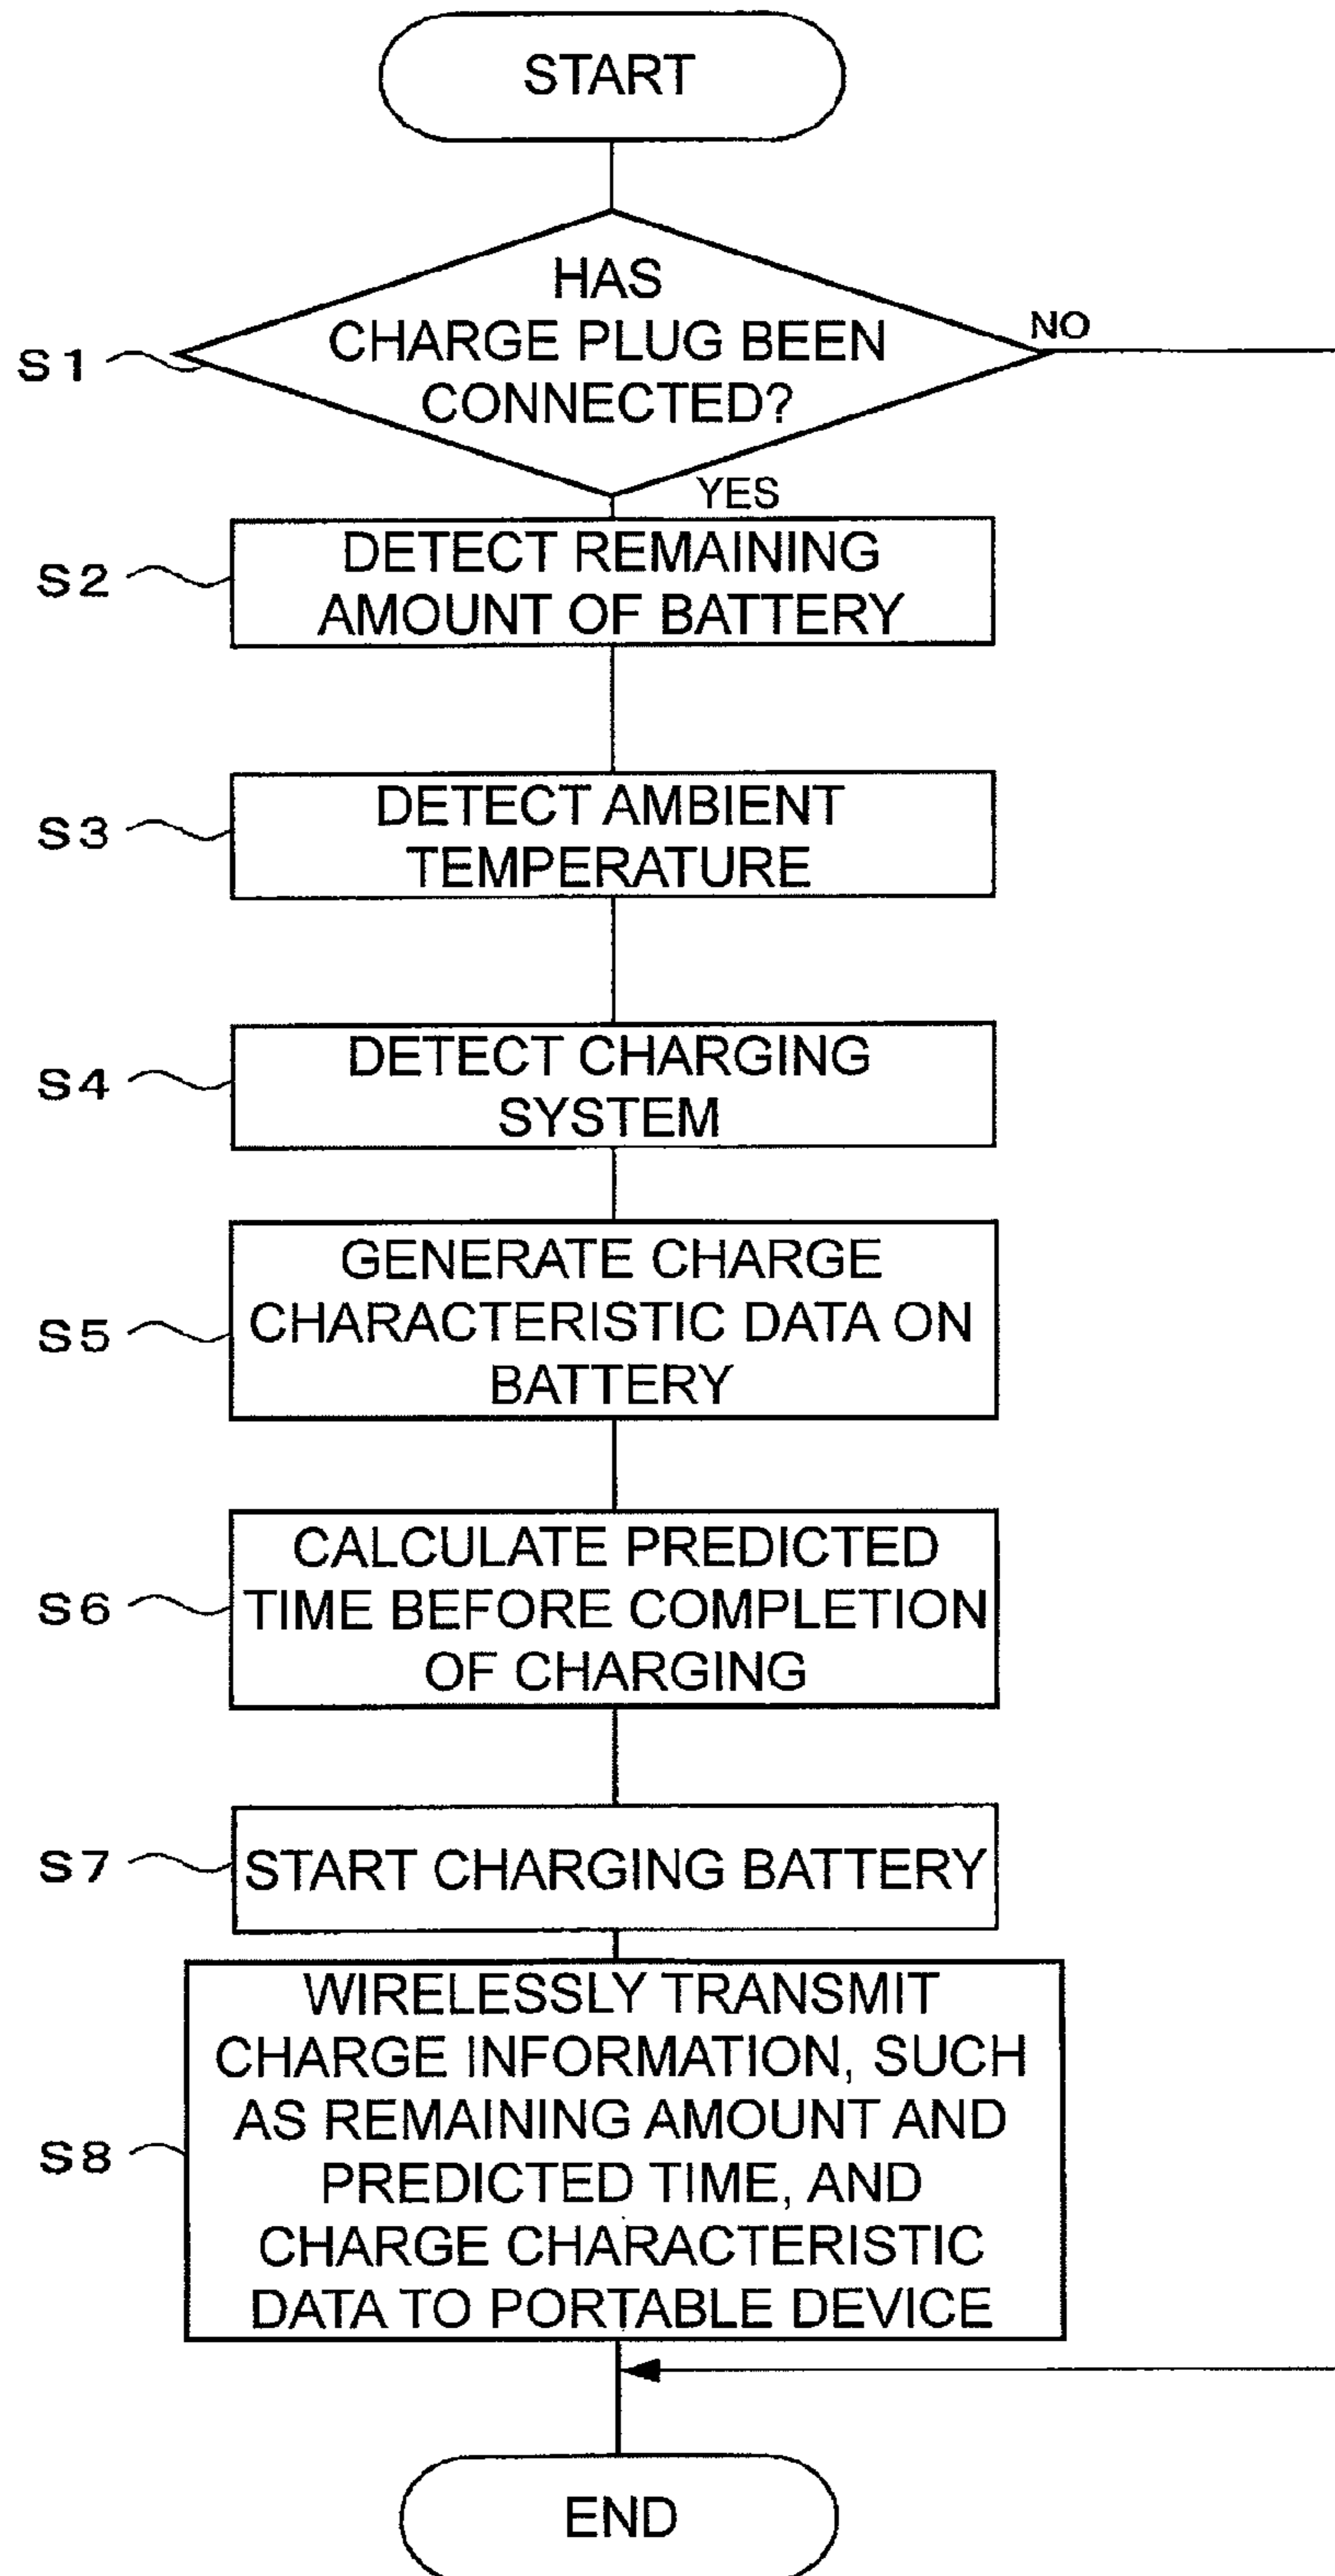 START
HAS
CHARGE PLUG BEEN
CONNECTED?
S1
NO
YES
S2
DETECT REMAINING
AMOUNT OF BATTERY
S3
DETECT AMBIENT
TEMPERATURE
S4
DETECT CHARGING
SYSTEM
S5
GENERATE CHARGE
CHARACTERISTIC DATA ON
BATTERY
S6
CALCULATE PREDICTED
TIME BEFORE COMPLETION
OF CHARGING
S7
START CHARGING BATTERY
S8
WIRELESSLY TRANSMIT
CHARGE INFORMATION, SUCH
AS REMAINING AMOUNT AND
PREDICTED TIME, AND
CHARGE CHARACTERISTIC
DATA TO PORTABLE DEVICE
END